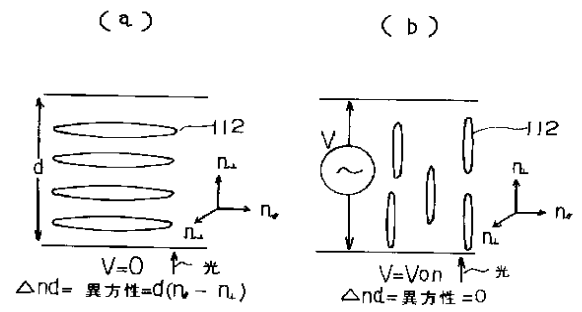 (a)
(b)
112
d
n⊥
n∥
n⊥
V=0
光
Δnd= 異方性=d(n∥ − n⊥)
V
112
n⊥
n∥
n⊥
V=Von
光
Δnd=異方性=0